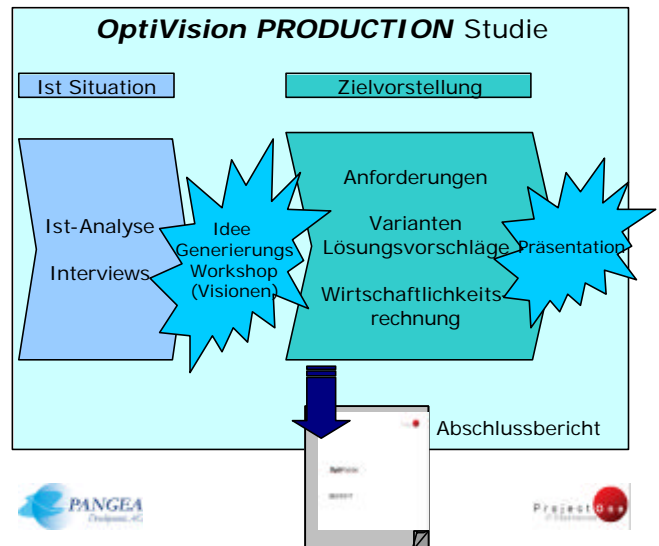 OptiVision PRODUCTION Studie
Ist Situation
Zielvorstellung
Ist-Analyse
Interviews
Idee
Generierungs
Workshop
(Visionen)
Anforderungen
Varianten
Lösungsvorschläge
Wirtschaftlichkeits
rechnung
Präsentation
Abschlussbericht
PANGEA
Project One